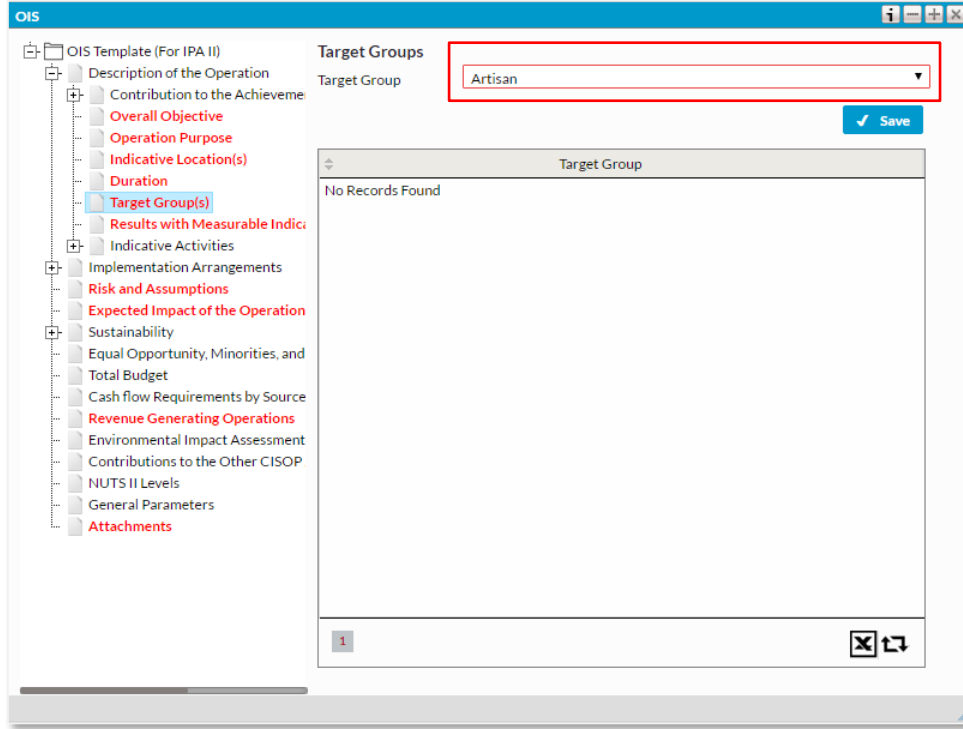 OIS
OIS Template (For IPA II)
Description of the Operation
Contribution to the Achieveme
Overall Objective
Operation Purpose
Indicative Location(s)
Duration
Target Group(s)
Results with Measurable Indica
Indicative Activities
Implementation Arrangements
Risk and Assumptions
Expected Impact of the Operation
Sustainability
Equal Opportunity, Minorities, and
Total Budget
Cash flow Requirements by Source
Revenue Generating Operations
Environmental Impact Assessment
Contributions to the Other CISOP
NUTS II Levels
General Parameters
Attachments
Target Groups
Target Group
Artisan
Save
Target Group
No Records Found
1